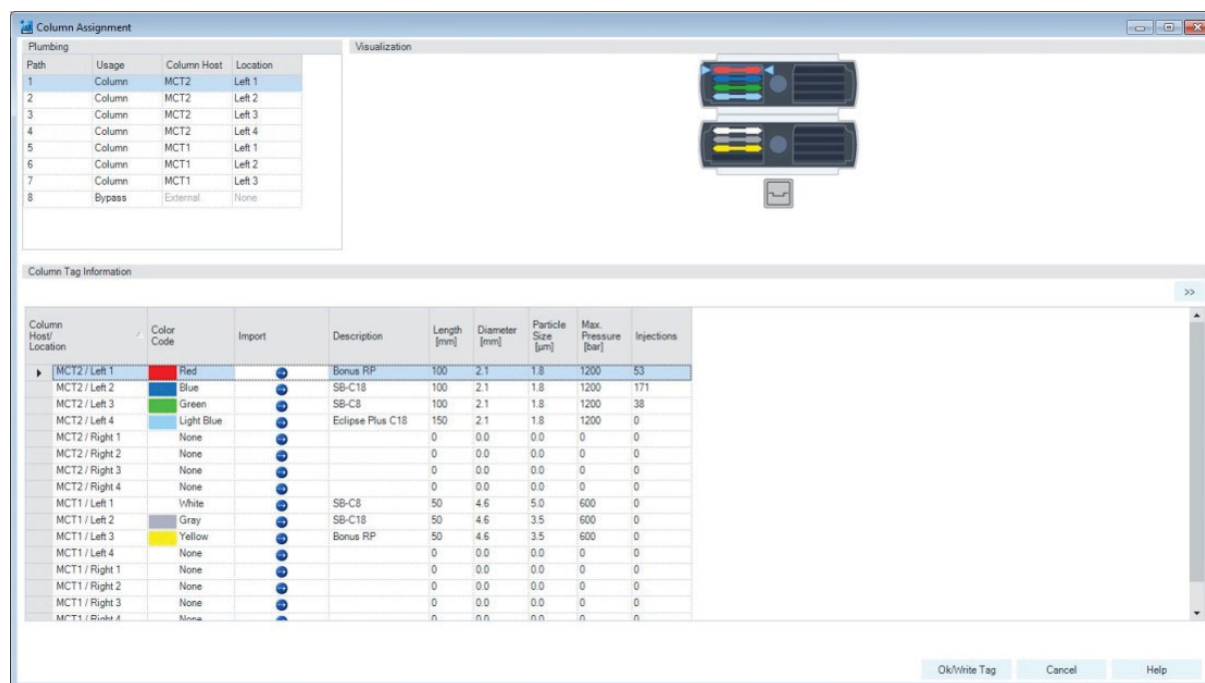 Column Assignment
Plumbing
Visualization
Path Usage Column Host Location
1 Column MCT2 Left 1
2 Column MCT2 Left 2
3 Column MCT2 Left 3
4 Column MCT2 Left 4
5 Column MCT1 Left 1
6 Column MCT1 Left 2
7 Column MCT1 Left 3
8 Bypass External None
Column Tag Information
>>
Column Host/ Location Color Code Import Description Length [mm] Diameter [mm] Particle Size [µm] Max. Pressure [bar] Injections
MCT2 / Left 1 Red Bonus RP 100 2.1 1.8 1200 53
MCT2 / Left 2 Blue SB-C18 100 2.1 1.8 1200 171
MCT2 / Left 3 Green SB-C8 100 2.1 1.8 1200 38
MCT2 / Left 4 Light Blue Eclipse Plus C18 150 2.1 1.8 1200 0
MCT2 / Right 1 None 0 0.0 0.0 0 0
MCT2 / Right 2 None 0 0.0 0.0 0 0
MCT2 / Right 3 None 0 0.0 0.0 0 0
MCT2 / Right 4 None 0 0.0 0.0 0 0
MCT1 / Left 1 White SB-C8 50 4.6 5.0 600 0
MCT1 / Left 2 Gray SB-C18 50 4.6 3.5 600 0
MCT1 / Left 3 Yellow Bonus RP 50 4.6 3.5 600 0
MCT1 / Left 4 None 0 0.0 0.0 0 0
MCT1 / Right 1 None 0 0.0 0.0 0 0
MCT1 / Right 2 None 0 0.0 0.0 0 0
MCT1 / Right 3 None 0 0.0 0.0 0 0
MCT1 / Right 4 None 0 0.0 0.0 0 0
Ok/Write Tag Cancel Help